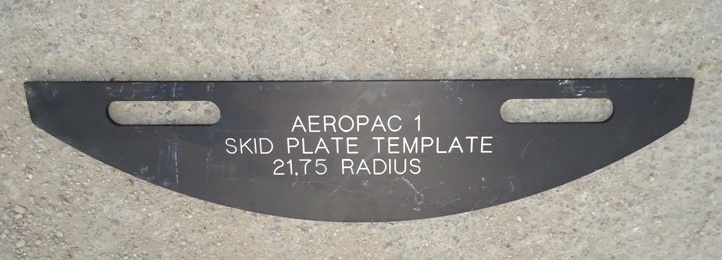 AEROPAC 1
SKID PLATE TEMPLATE
21.75 RADIUS